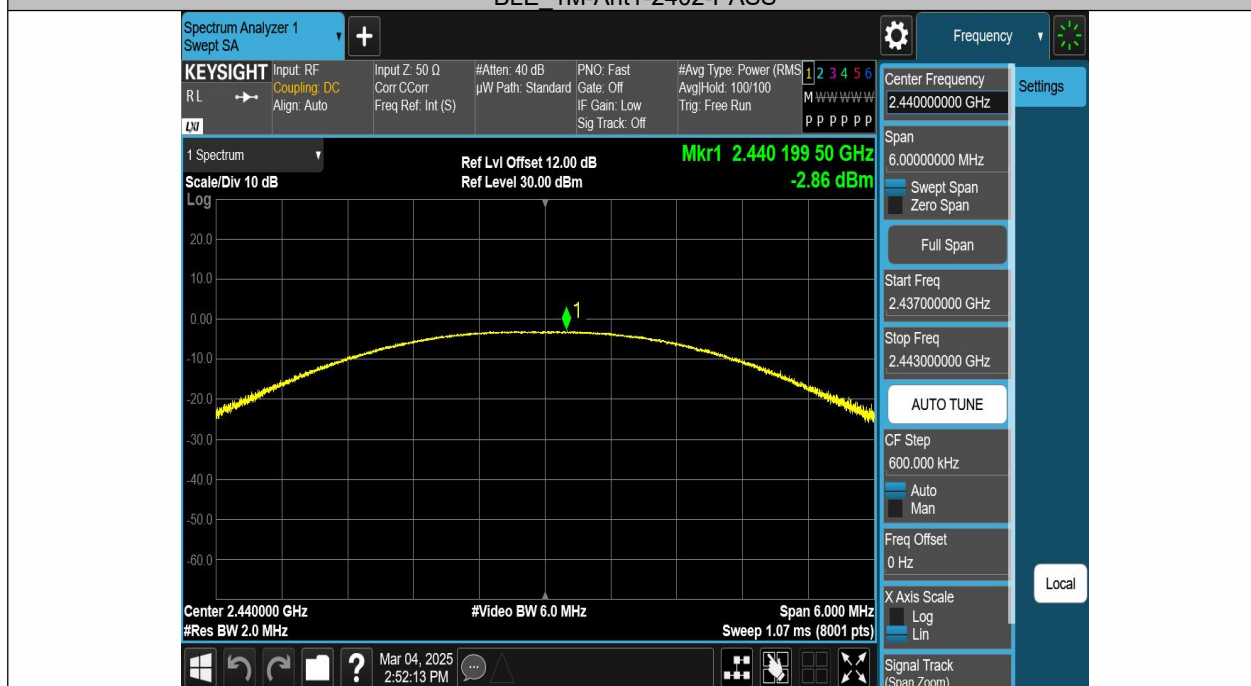 BLE_1M-Ant1-2402-PASS
Spectrum Analyzer 1
Swept SA
+
Frequency
KEYSIGHT
RL
LXI
Input: RF
Coupling: DC
Align: Auto
Input Z: 50 Ω
Corr CCorr
Freq Ref: Int (S)
#Atten: 40 dB
µW Path: Standard
PNO: Fast
Gate: Off
IF Gain: Low
Sig Track: Off
#Avg Type: Power (RMS
Avg|Hold: 100/100
Trig: Free Run
1 2 3 4 5 6
M W W W W W
P P P P P P
Center Frequency
2.440000000 GHz
Settings
Span
6.00000000 MHz
Swept Span
Zero Span
Full Span
Start Freq
2.437000000 GHz
Stop Freq
2.443000000 GHz
AUTO TUNE
CF Step
600.000 kHz
Auto
Man
Freq Offset
0 Hz
X Axis Scale
Log
Lin
Signal Track
(Span Zoom)
Local
1 Spectrum
Scale/Div 10 dB
Log
Ref Lvl Offset 12.00 dB
Ref Level 30.00 dBm
Mkr1 2.440 199 50 GHz
-2.86 dBm
20.0
10.0
0.00
-10.0
-20.0
-30.0
-40.0
-50.0
-60.0
1
Center 2.440000 GHz
#Res BW 2.0 MHz
#Video BW 6.0 MHz
Span 6.000 MHz
Sweep 1.07 ms (8001 pts)
?
Mar 04, 2025
2:52:13 PM